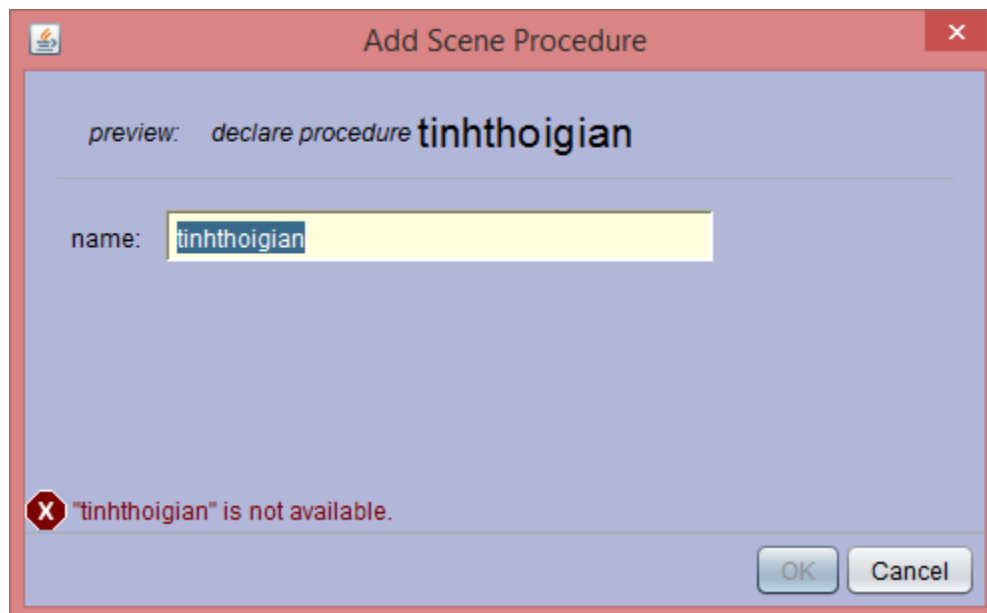 Add Scene Procedure
preview: declare procedure tinhthoigian
name: tinhthoigian
X "tinhthoigian" is not available.
OK Cancel